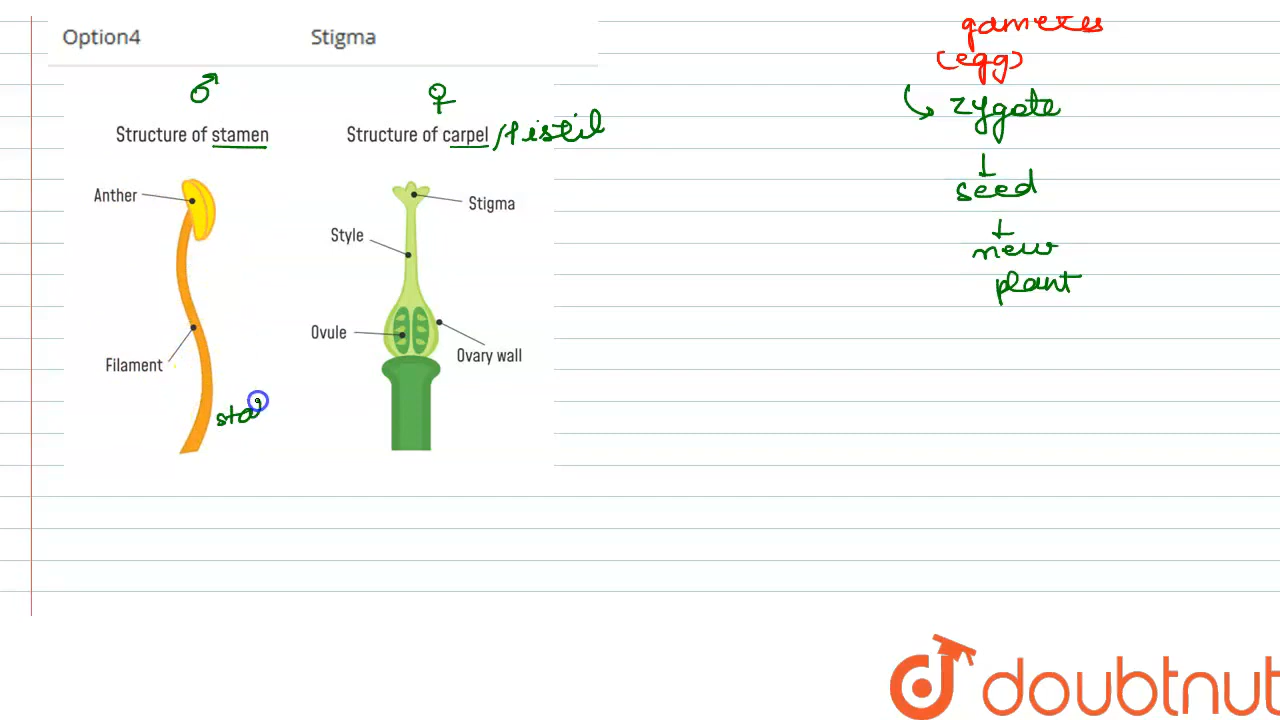 Option4 Stigma
♂ ♀
Structure of stamen Structure of carpel /Pistil
Anther
Stigma
Style
Ovule
Ovary wall
Filament
sta
gametes
(egg)
↳ zygote
↓
seed
↓
new
plant
doubtnut